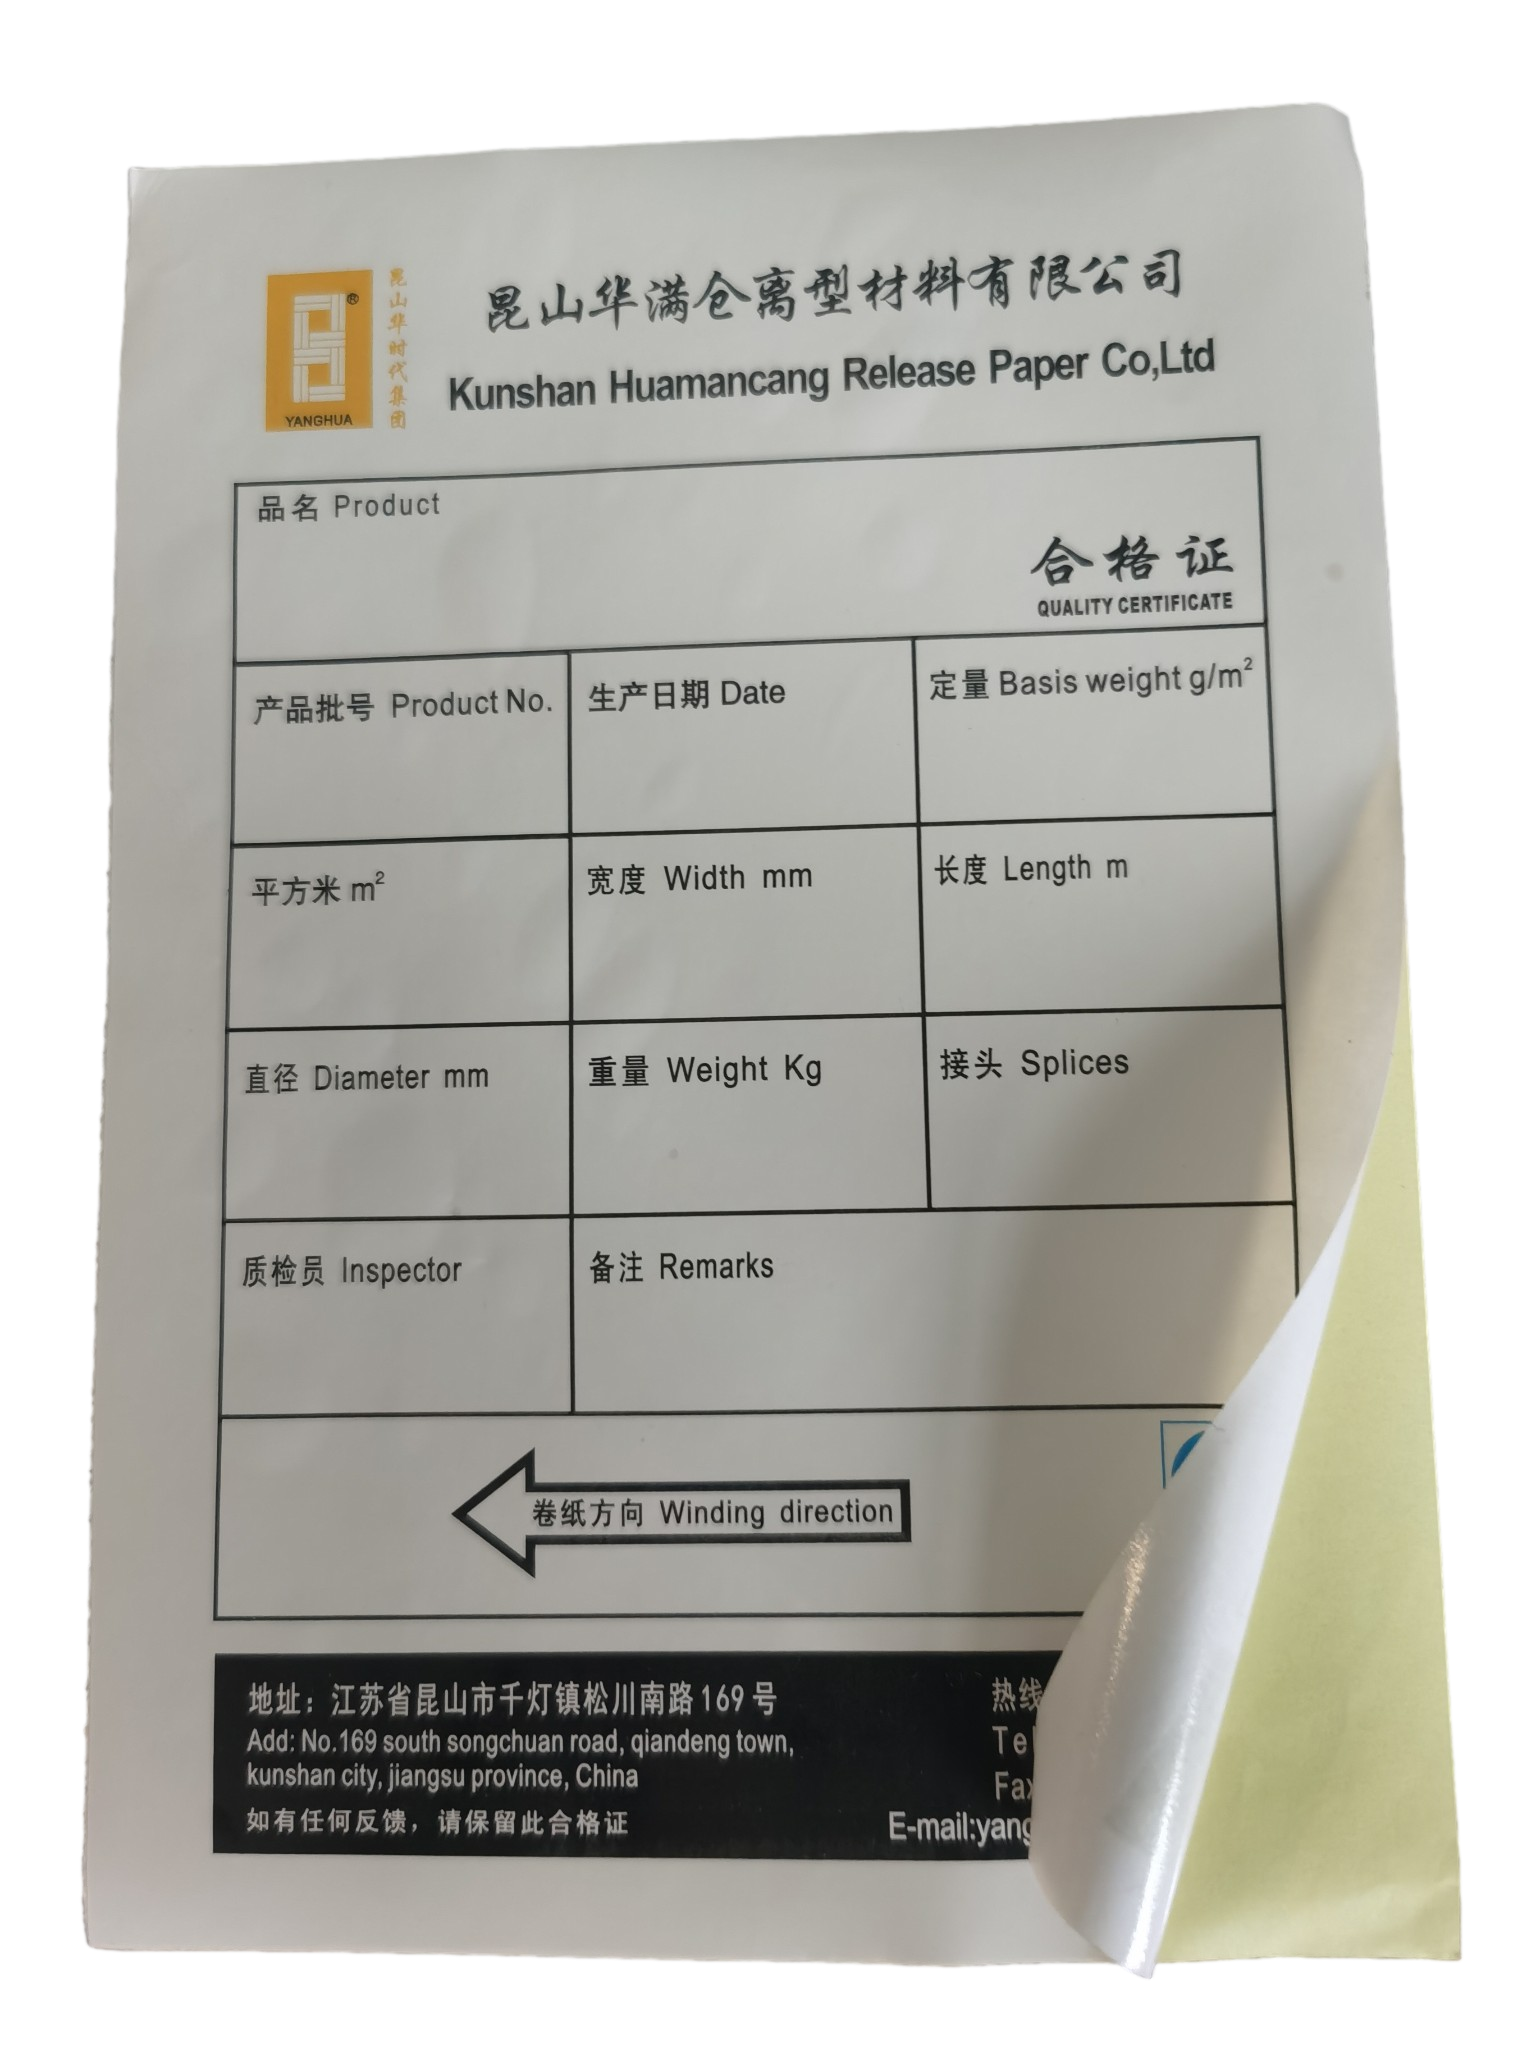 昆山华时代集团
YANGHUA
®
昆山华满仓离型材料有限公司
Kunshan Huamancang Release Paper Co,Ltd
品名 Product
合格证
QUALITY CERTIFICATE
产品批号 Product No.
生产日期 Date
定量 Basis weight g/m²
平方米 m²
宽度 Width mm
长度 Length m
直径 Diameter mm
重量 Weight Kg
接头 Splices
质检员 Inspector
备注 Remarks
卷纸方向 Winding direction
地址：江苏省昆山市千灯镇松川南路169号
Add: No.169 south songchuan road, qiandeng town,
kunshan city, jiangsu province, China
如有任何反馈，请保留此合格证
热线
Tel
Fax
E-mail:yang